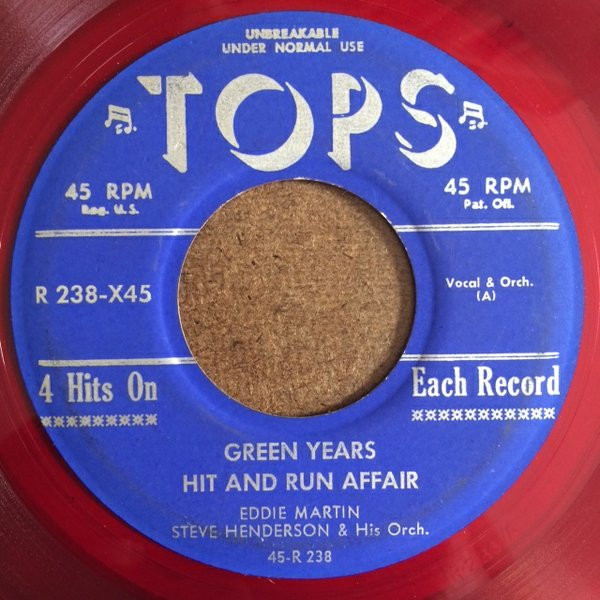 UNBREAKABLE
UNDER NORMAL USE
TOPS
45 RPM
Reg. U.S.
45 RPM
Pat. Off.
R 238-X45
Vocal & Orch.
(A)
4 Hits On
Each Record
GREEN YEARS
HIT AND RUN AFFAIR
EDDIE MARTIN
STEVE HENDERSON & His Orch.
45-R 238